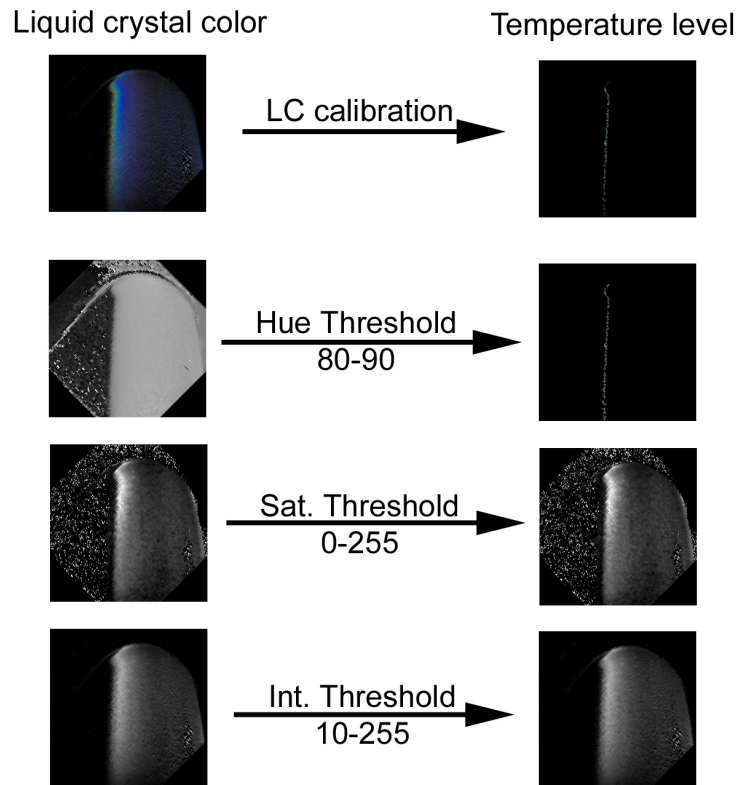 Liquid crystal color
Temperature level
LC calibration
Hue Threshold
80-90
Sat. Threshold
0-255
Int. Threshold
10-255